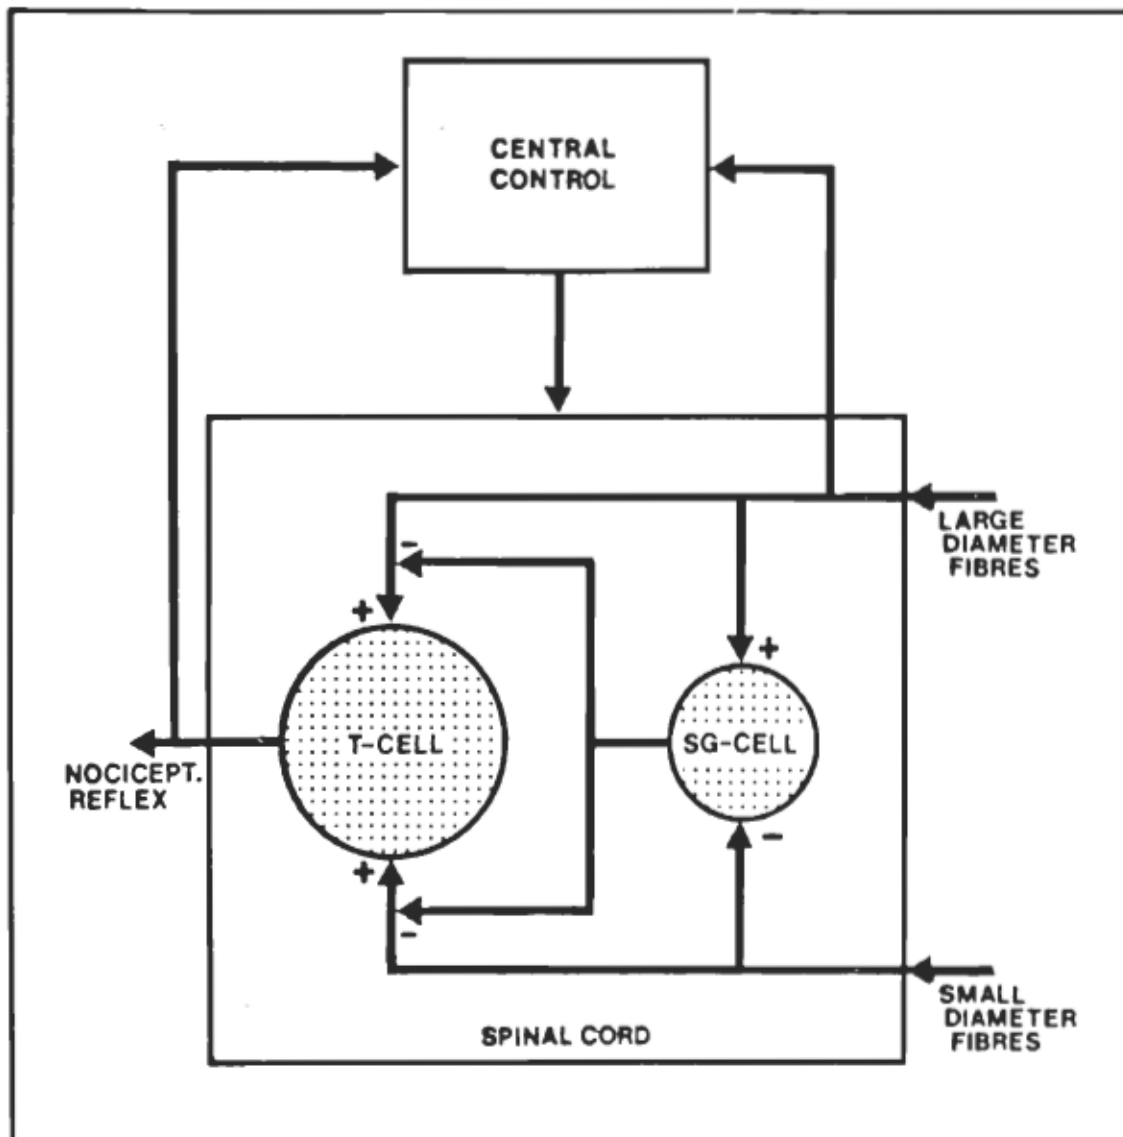 CENTRAL
CONTROL
LARGE
DIAMETER
FIBRES
-
+
+
T-CELL
SG-CELL
NOCICEPT.
REFLEX
-
+
-
SMALL
DIAMETER
FIBRES
SPINAL CORD